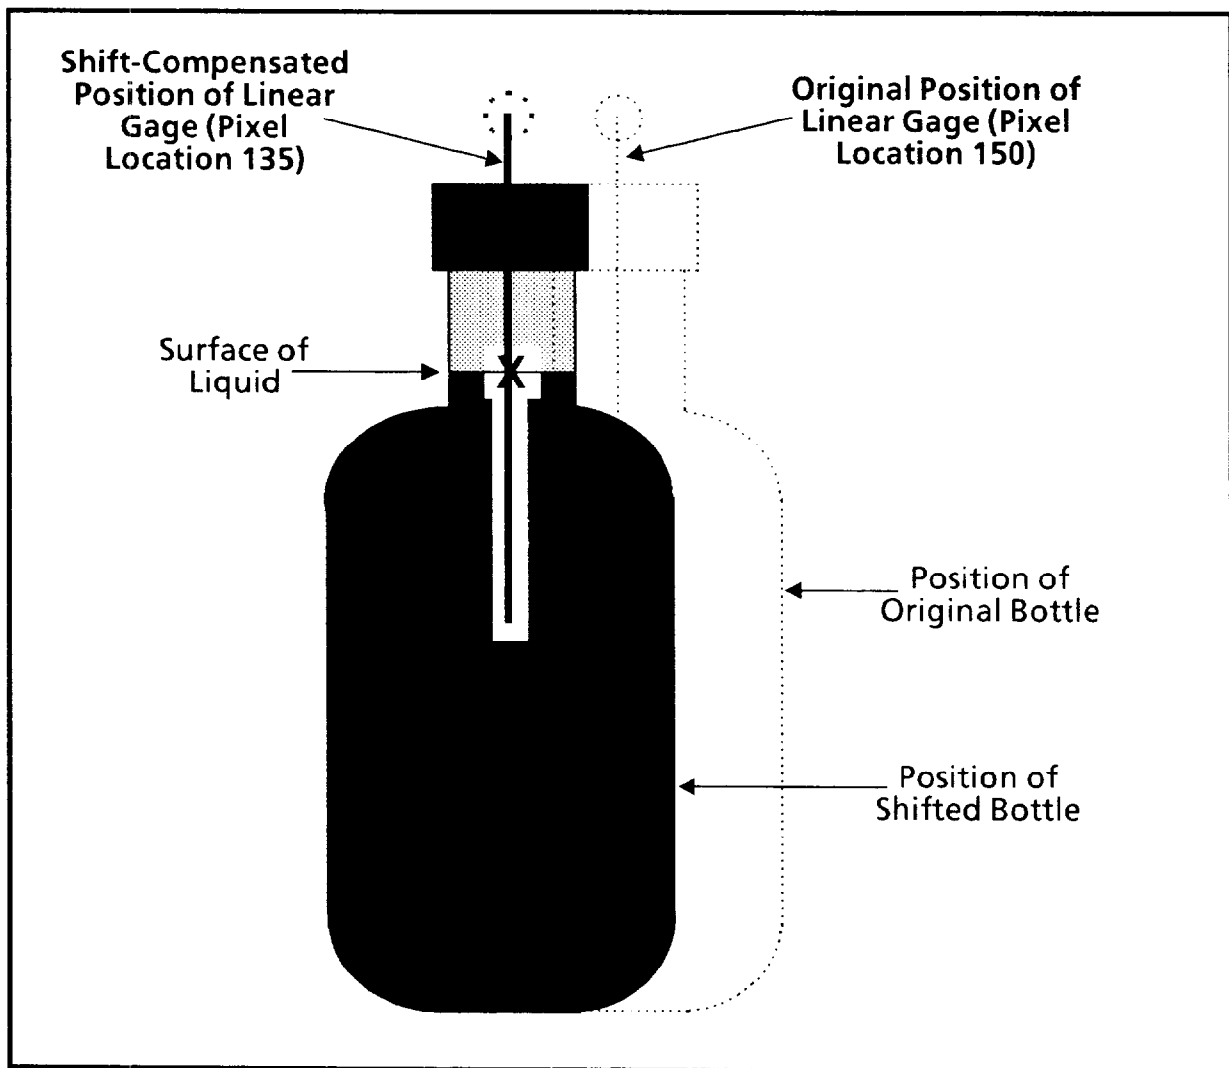 Shift-Compensated
Position of Linear
Gage (Pixel
Location 135)
Original Position of
Linear Gage (Pixel
Location 150)
Surface of
Liquid
X
Position of
Original Bottle
Position of
Shifted Bottle